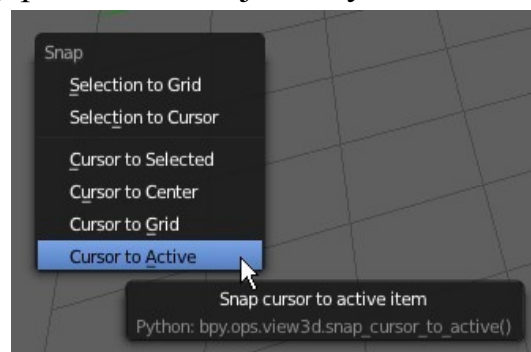 Snap
Selection to Grid
Selection to Cursor
Cursor to Selected
Cursor to Center
Cursor to Grid
Cursor to Active
Snap cursor to active item
Python: bpy.ops.view3d.snap_cursor_to_active()